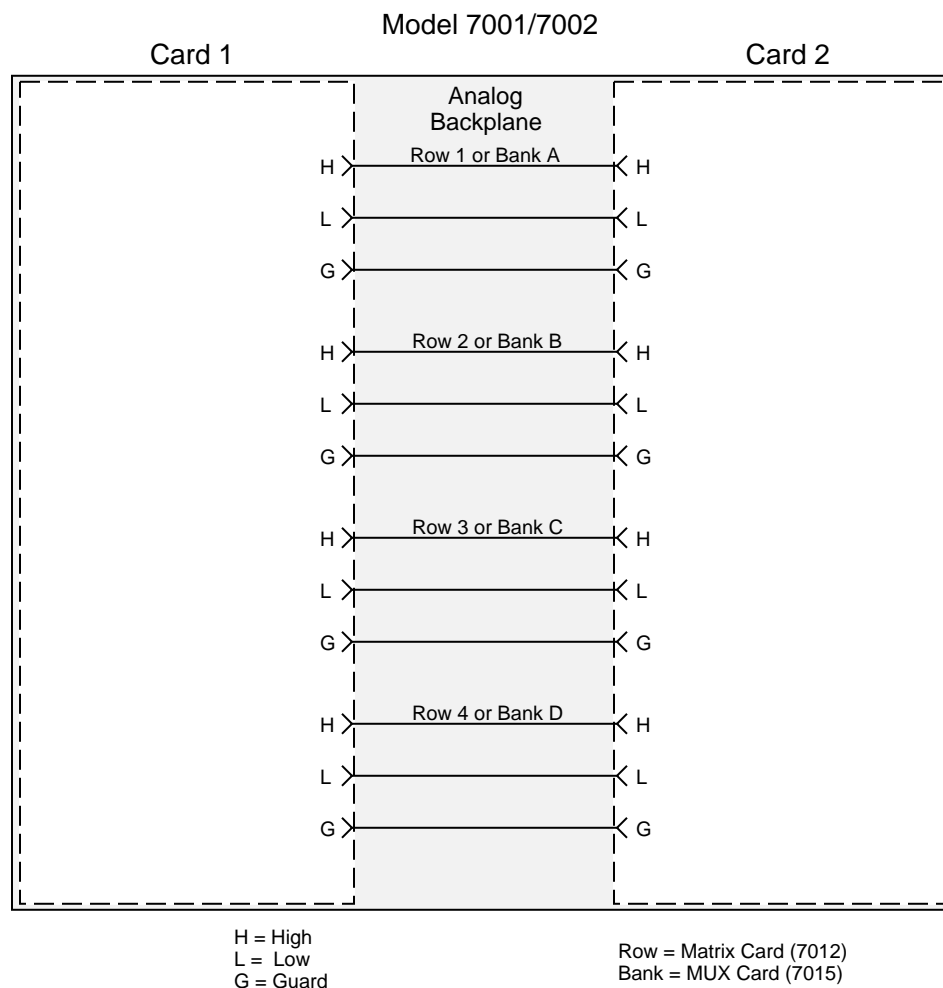 Model 7001/7002
Card 1
Card 2
Analog
Backplane
H Row 1 or Bank A H
L L
G G
H Row 2 or Bank B H
L L
G G
H Row 3 or Bank C H
L L
G G
H Row 4 or Bank D H
L L
G G
H = High
L = Low
G = Guard
Row = Matrix Card (7012)
Bank = MUX Card (7015)